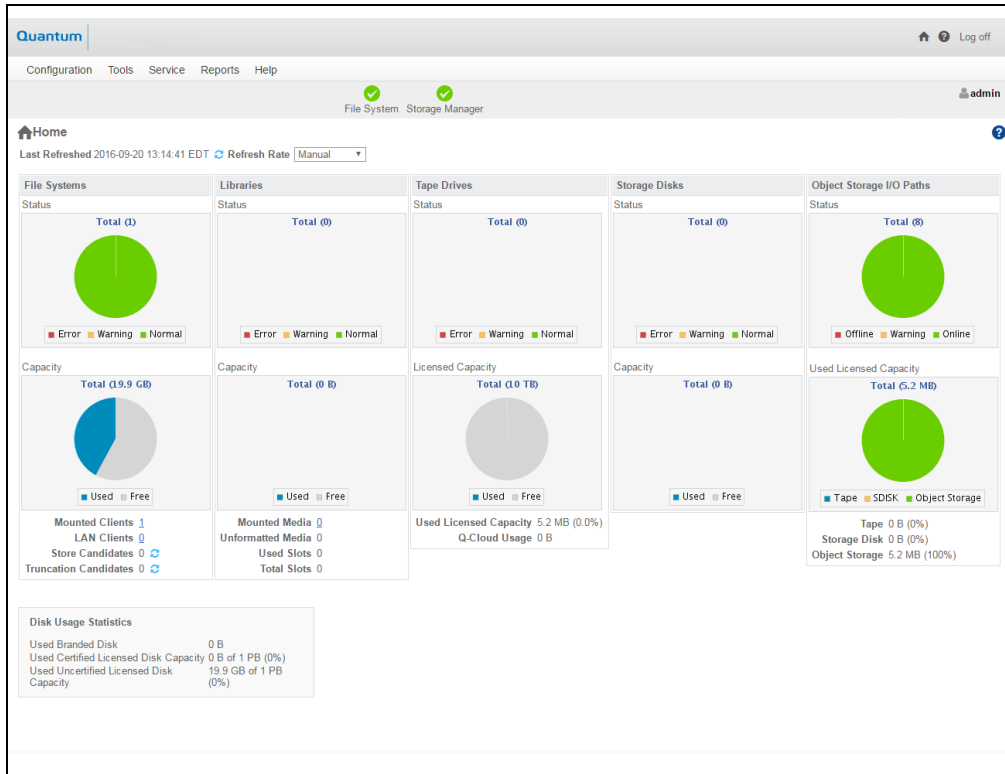 Quantum
Log off
Configuration Tools Service Reports Help
File System Storage Manager
admin
Home
Last Refreshed 2016-09-20 13:14:41 EDT Refresh Rate Manual
File Systems
Status
Total (1)
Error Warning Normal
Capacity
Total (19.9 GB)
Used Free
Mounted Clients 1
LAN Clients 0
Store Candidates 0
Truncation Candidates 0
Libraries
Status
Total (0)
Error Warning Normal
Capacity
Total (0 B)
Used Free
Mounted Media 0
Unformatted Media 0
Used Slots 0
Total Slots 0
Tape Drives
Status
Total (0)
Error Warning Normal
Licensed Capacity
Total (10 TB)
Used Free
Used Licensed Capacity 5.2 MB (0.0%)
Q-Cloud Usage 0 B
Storage Disks
Status
Total (0)
Error Warning Normal
Capacity
Total (0 B)
Used Free
Object Storage I/O Paths
Status
Total (8)
Offline Warning Online
Used Licensed Capacity
Total (5.2 MB)
Tape SDISK Object Storage
Tape 0 B (0%)
Storage Disk 0 B (0%)
Object Storage 5.2 MB (100%)
Disk Usage Statistics
Used Branded Disk 0 B
Used Certified Licensed Disk Capacity 0 B of 1 PB (0%)
Used Uncertified Licensed Disk 19.9 GB of 1 PB
Capacity (0%)